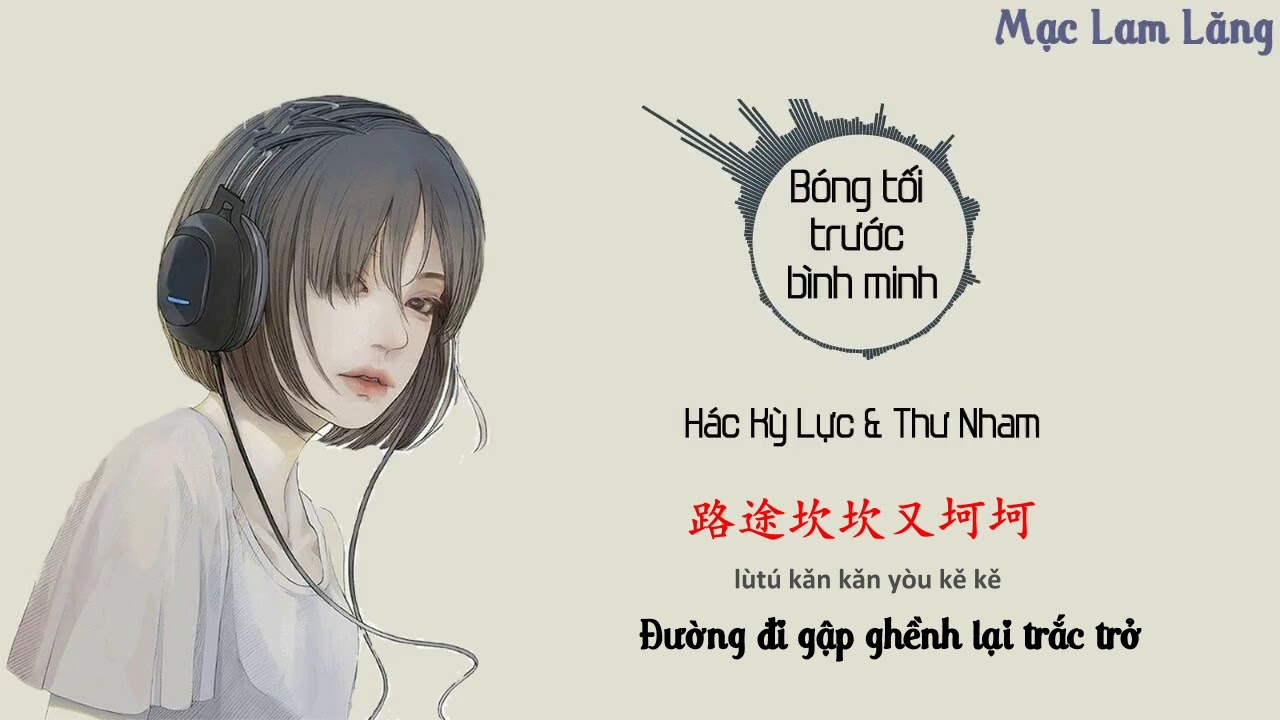 Mạc Lam Lăng
Bóng tối
trước
bình minh
Hác Kỳ Lực & Thư Nham
路途坎坎又坷坷
lùtú kǎn kǎn yòu kě kě
Đường đi gập ghềnh lại trắc trở